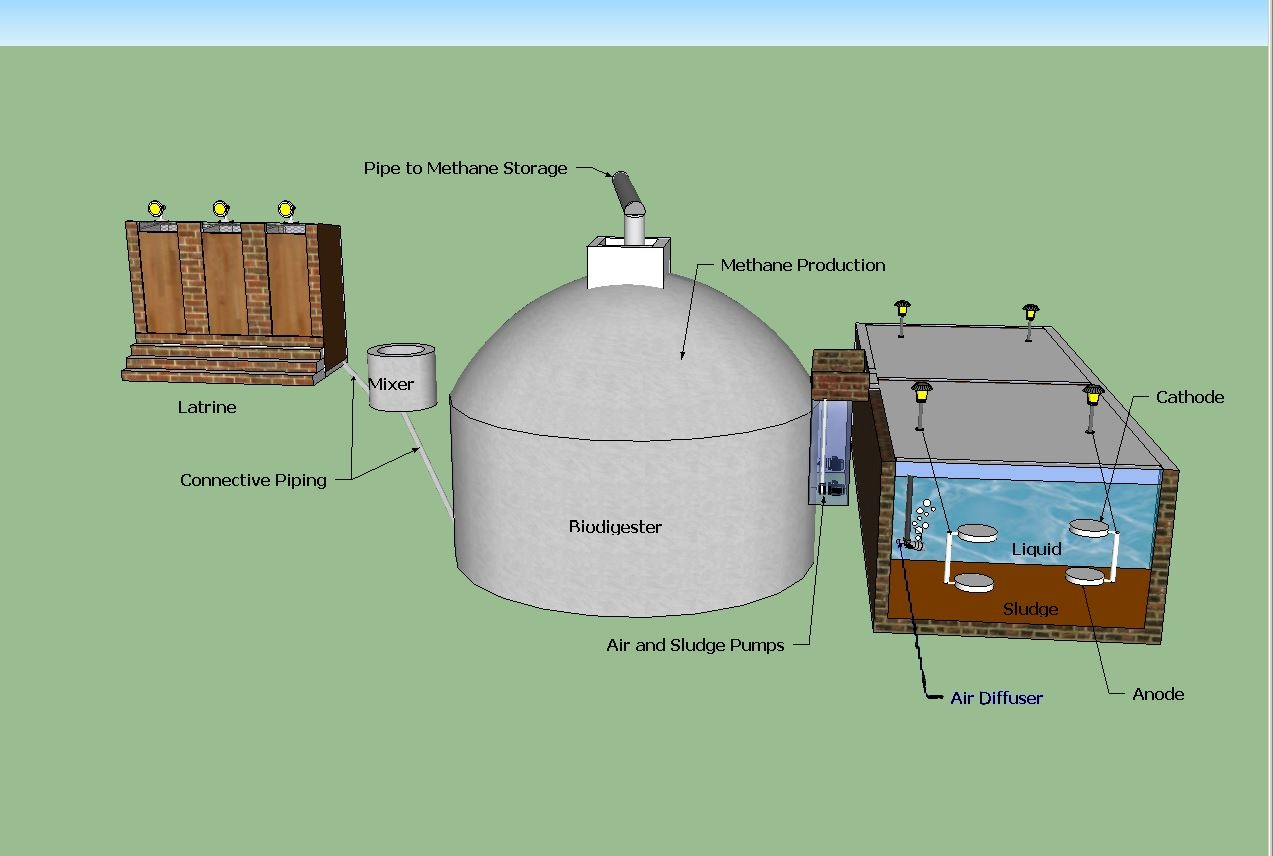 Pipe to Methane Storage
Methane Production
Mixer
Cathode
Latrine
Connective Piping
Biodigester
Liquid
Sludge
Air and Sludge Pumps
Air Diffuser
Anode